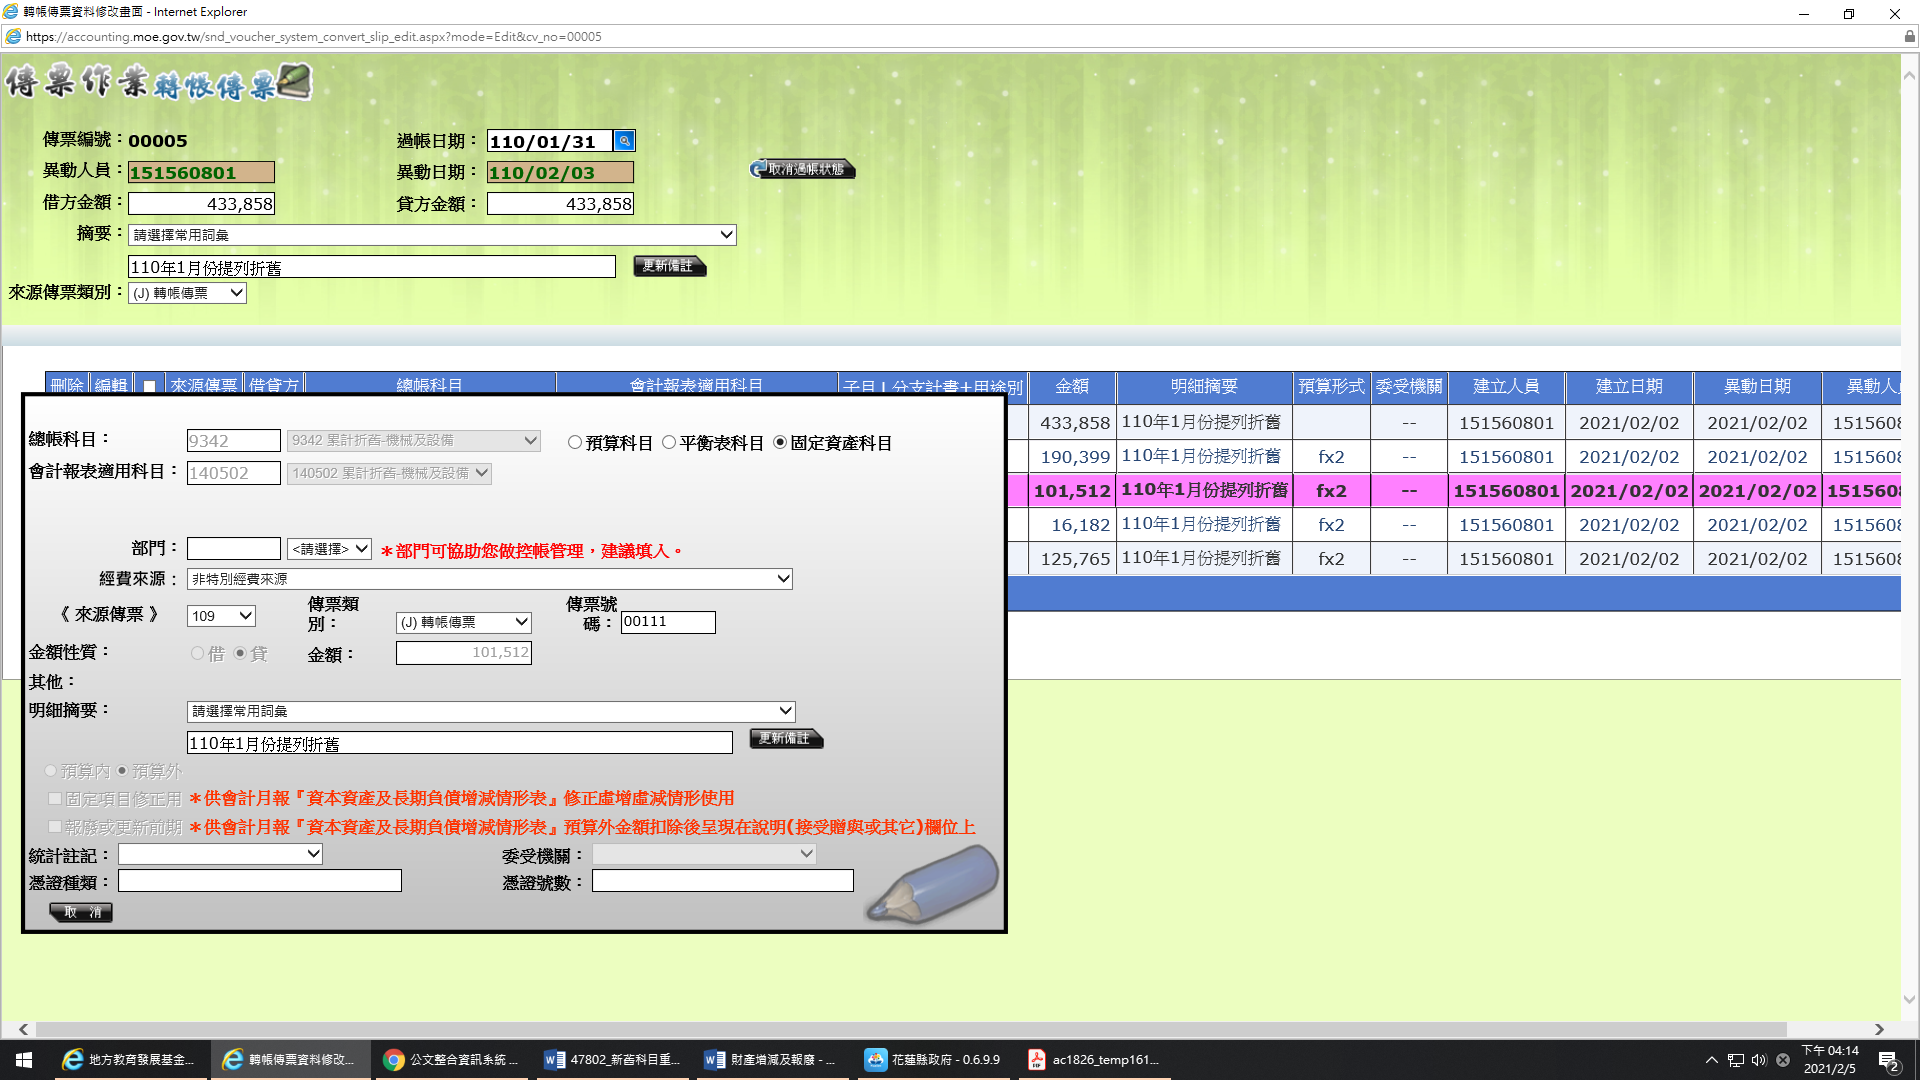 轉帳傳票資料修改畫面 - Internet Explorer
https://accounting.moe.gov.tw/snd_voucher_system_convert_slip_edit.aspx?mode=Edit&cv_no=00005
傳票作業 轉帳傳票
傳票編號：00005 過帳日期：110/01/31
異動人員：151560801 異動日期：110/02/03 取消過帳狀態
借方金額：433,858 貸方金額：433,858
摘要：請選擇常用詞彙
110年1月份提列折舊 更新備註
來源傳票類別：(J) 轉帳傳票
刪除 編輯 來源傳票 借貸方 總帳科目 會計報表適用科目 子目 | 分支計畫+用途別 金額 明細摘要 預算形式 委受機關 建立人員 建立日期 異動日期 異動人
433,858 110年1月份提列折舊 -- 151560801 2021/02/02 2021/02/02 15156
190,399 110年1月份提列折舊 fx2 -- 151560801 2021/02/02 2021/02/02 15156
101,512 110年1月份提列折舊 fx2 -- 151560801 2021/02/02 2021/02/02 15156
16,182 110年1月份提列折舊 fx2 -- 151560801 2021/02/02 2021/02/02 15156
125,765 110年1月份提列折舊 fx2 -- 151560801 2021/02/02 2021/02/02 15156
總帳科目：9342 9342 累計折舊-機械及設備 預算科目 平衡表科目 固定資產科目
會計報表適用科目：140502 140502 累計折舊-機械及設備
部門： <請選擇> ＊部門可協助您做控帳管理，建議填入。
經費來源：非特別經費來源
《 來源傳票 》 109 傳票類別：(J) 轉帳傳票 傳票號碼：00111
金額性質： 借 貸 金額：101,512
其他：
明細摘要：請選擇常用詞彙
110年1月份提列折舊 更新備註
預算內 預算外
固定項目修正用 ＊供會計月報『資本資產及長期負債增減情形表』修正虛增虛減情形使用
報廢或更新前期 ＊供會計月報『資本資產及長期負債增減情形表』預算外金額扣除後呈現在說明(接受贈與或其它)欄位上
統計註記： 委受機關：
憑證種類： 憑證號數：
取 消
地方教育發展基金... 轉帳傳票資料修改... 公文整合資訊系統 ... 47802_新舊科目重... 財產增減及報廢 - ... 花蓮縣政府 - 0.6.9.9 ac1826_temp161...
下午 04:14
2021/2/5
2